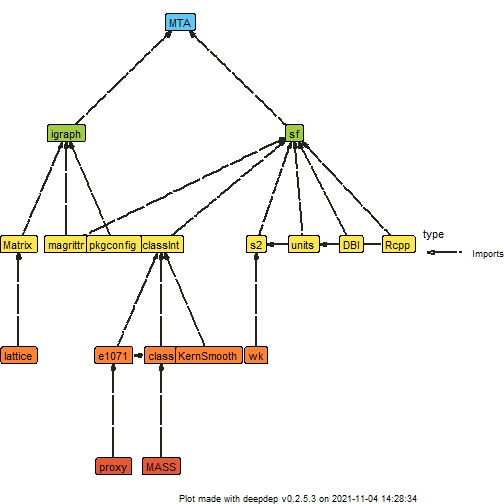 MTA
igraph
sf
Matrix
magrittr
pkgconfig
classInt
s2
units
DBI
Rcpp
type
Imports
lattice
e1071
class
KernSmooth
wk
proxy
MASS
Plot made with deepdep v0.2.5.3 on 2021-11-04 14:28:34